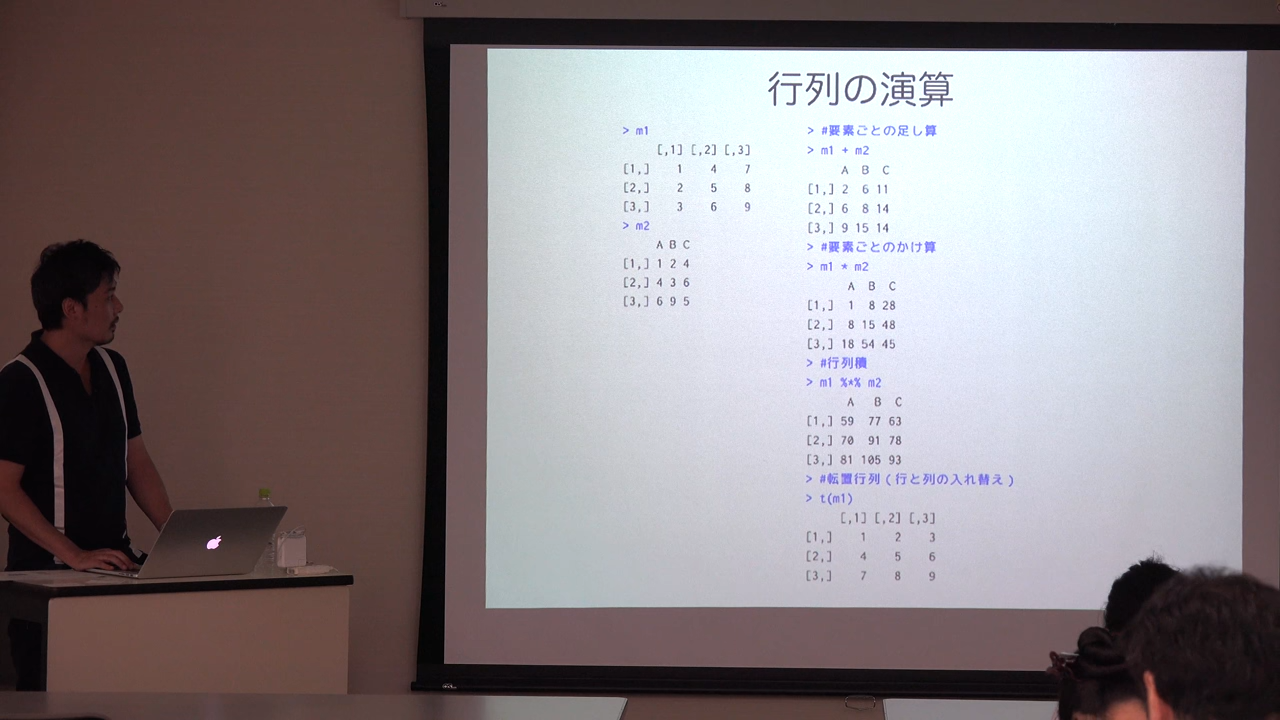 行列の演算
> m1
[,1] [,2] [,3]
[1,] 1 4 7
[2,] 2 5 8
[3,] 3 6 9
> m2
A B C
[1,] 1 2 4
[2,] 4 3 6
[3,] 6 9 5
> #要素ごとの足し算
> m1 + m2
A B C
[1,] 2 6 11
[2,] 6 8 14
[3,] 9 15 14
> #要素ごとのかけ算
> m1 * m2
A B C
[1,] 1 8 28
[2,] 8 15 48
[3,] 18 54 45
> #行列積
> m1 %*% m2
A B C
[1,] 59 77 63
[2,] 70 91 78
[3,] 81 105 93
> #転置行列(行と列の入れ替え)
> t(m1)
[,1] [,2] [,3]
[1,] 1 2 3
[2,] 4 5 6
[3,] 7 8 9